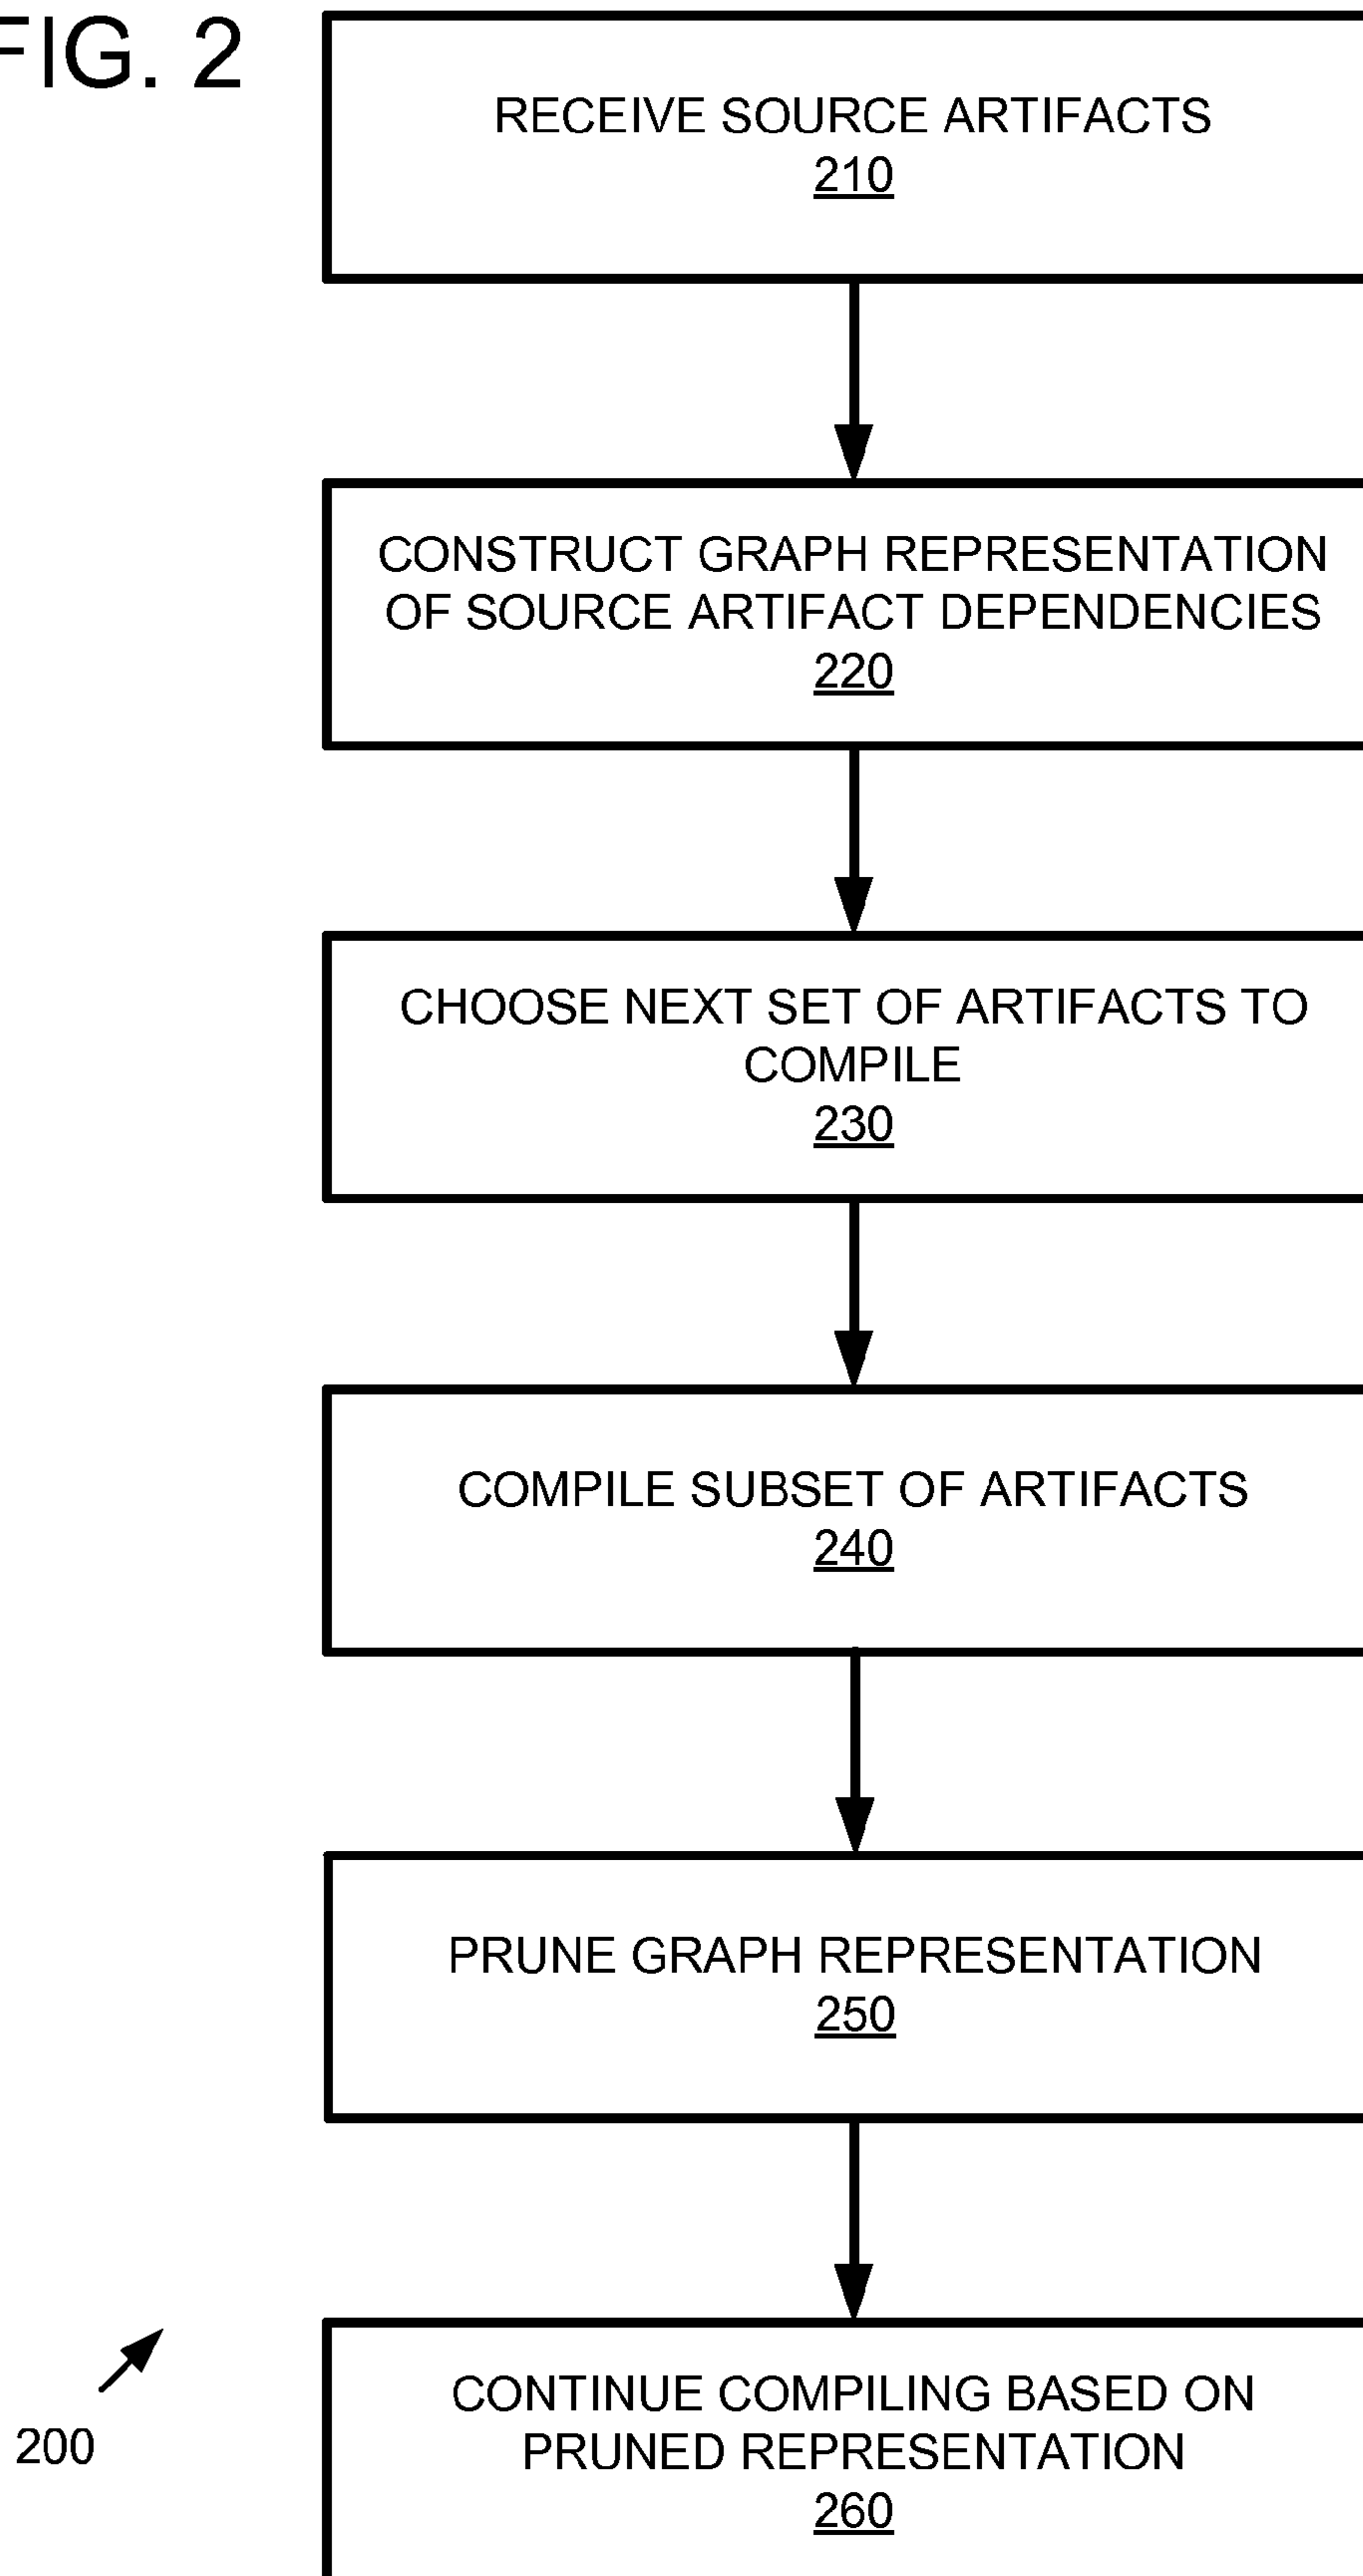 FIG. 2
RECEIVE SOURCE ARTIFACTS
210
CONSTRUCT GRAPH REPRESENTATION
OF SOURCE ARTIFACT DEPENDENCIES
220
CHOOSE NEXT SET OF ARTIFACTS TO
COMPILE
230
COMPILE SUBSET OF ARTIFACTS
240
PRUNE GRAPH REPRESENTATION
250
CONTINUE COMPILING BASED ON
PRUNED REPRESENTATION
260
200